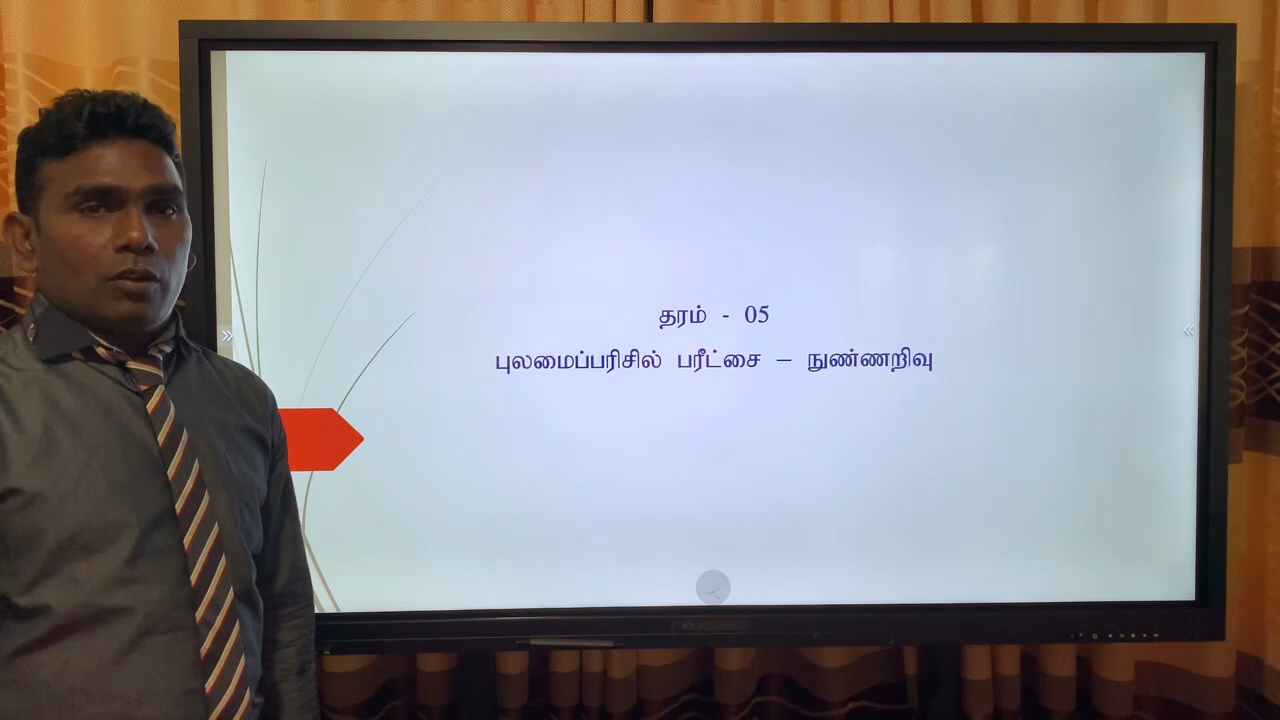 தரம் - 05
புலமைப்பரிசில் பரீட்சை – நுண்ணறிவு